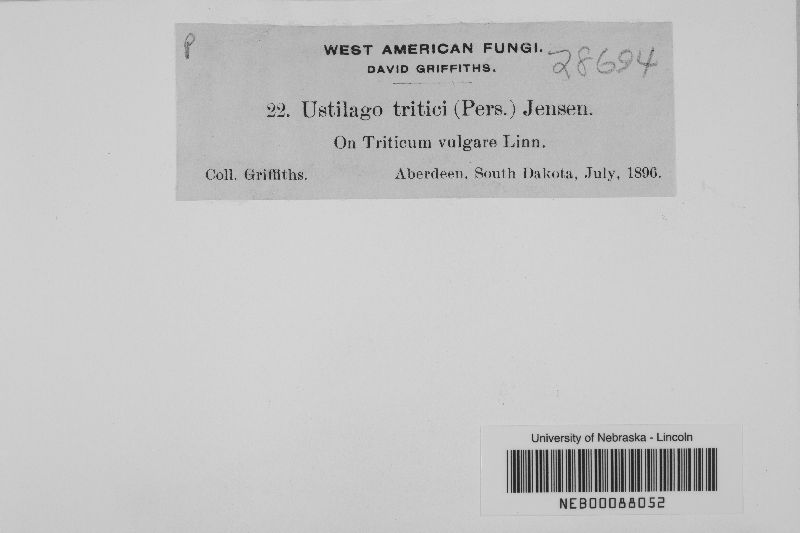 P
WEST AMERICAN FUNGI.
28694
DAVID GRIFFITHS.
22. Ustilago tritici (Pers.) Jensen.
On Triticum vulgare Linn.
Coll. Griffiths. Aberdeen, South Dakota, July, 1896.
University of Nebraska - Lincoln
NEB00088052